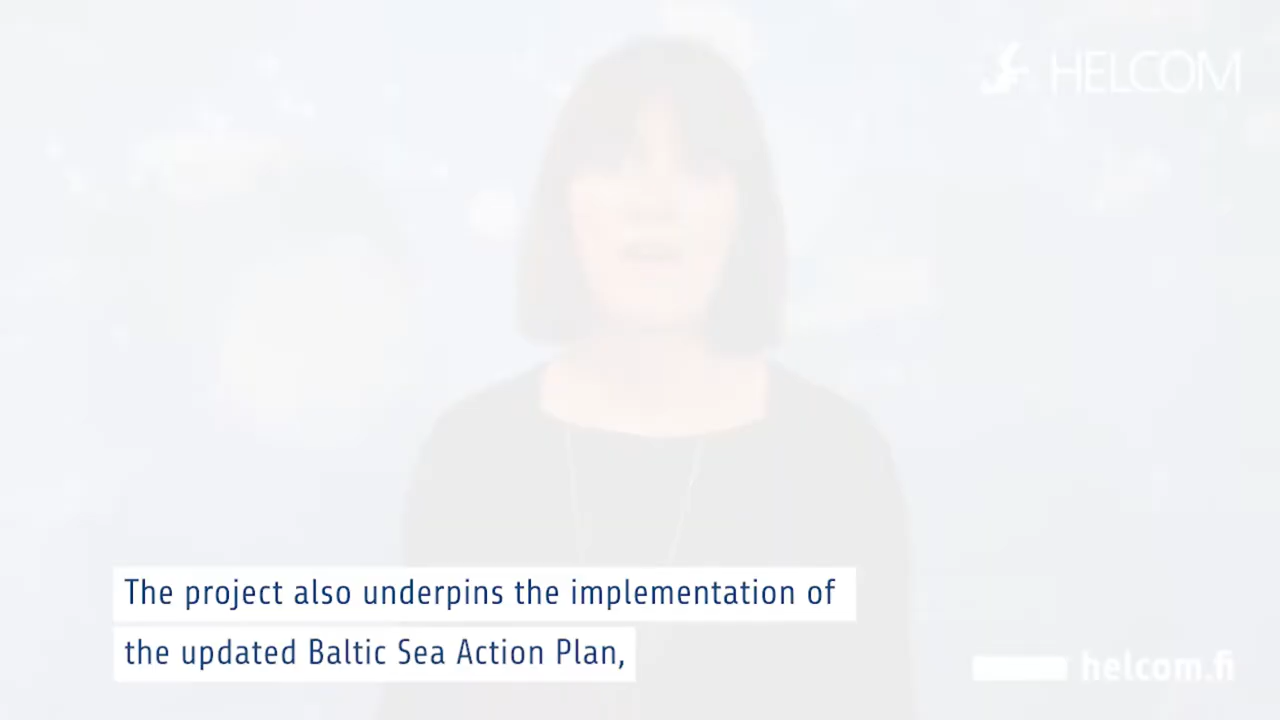 HELCOM
The project also underpins the implementation of
the updated Baltic Sea Action Plan,
helcom.fi